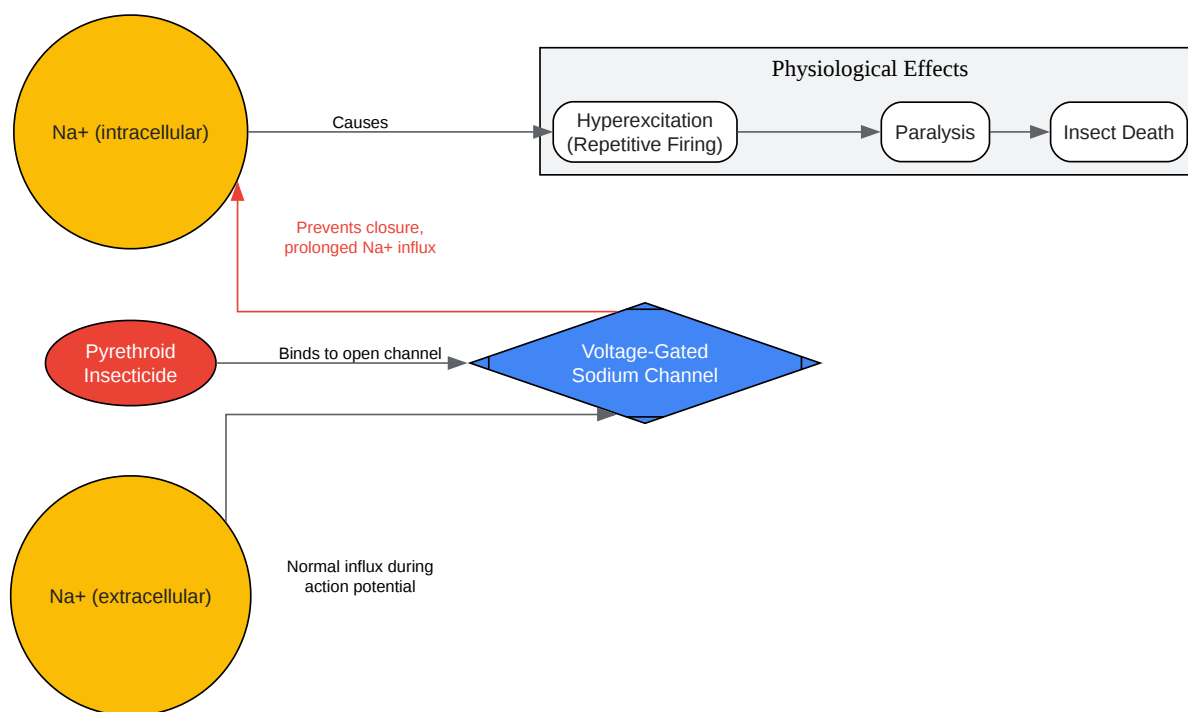 Physiological Effects
Na+ (intracellular)
Causes
Hyperexcitation
(Repetitive Firing)
Paralysis
Insect Death
Prevents closure,
prolonged Na+ influx
Pyrethroid
Insecticide
Binds to open channel
Voltage-Gated
Sodium Channel
Na+ (extracellular)
Normal influx during
action potential